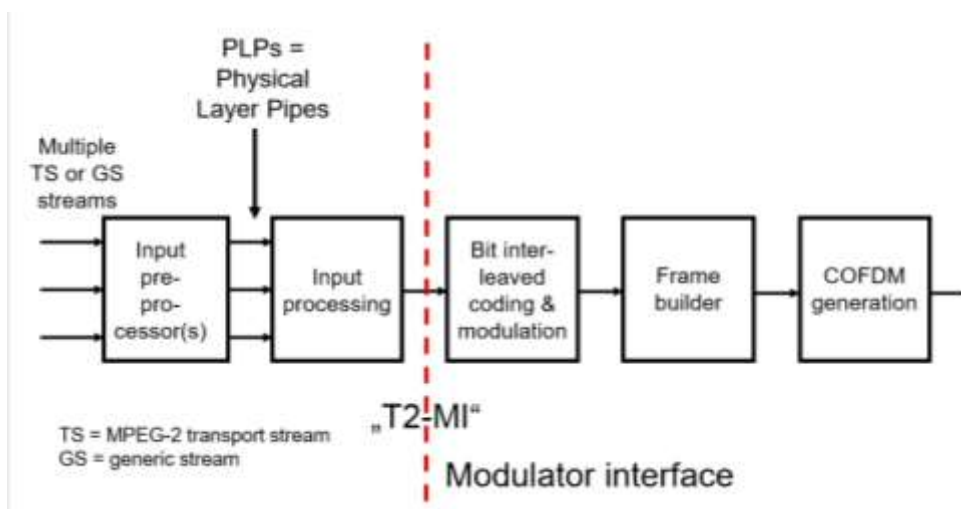 PLPs =
Physical
Layer Pipes
Multiple
TS or GS
streams
Input
pre-
pro-
cessor(s)
Input
processing
Bit inter-
leaved
coding &
modulation
Frame
builder
COFDM
generation
„T2-MI“
TS = MPEG-2 transport stream
GS = generic stream
Modulator interface